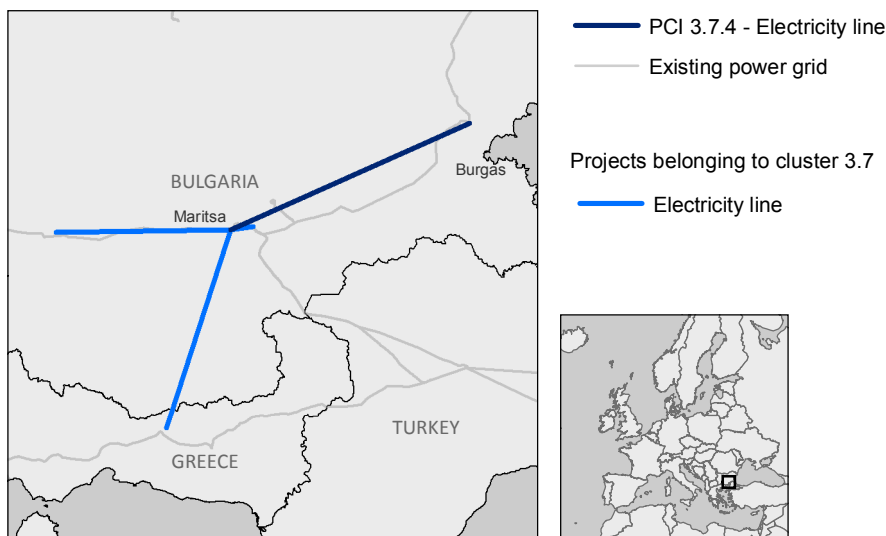 PCI 3.7.4 - Electricity line
Existing power grid
Projects belonging to cluster 3.7
Electricity line
BULGARIA
Burgas
Maritsa
TURKEY
GREECE